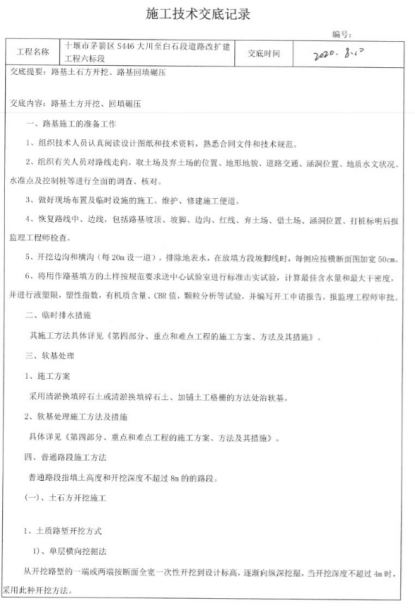 施工技术交底记录
编号:
工程名称
十堰市茅箭区 S446 大川至白石段道路改扩建
工程六标段
交底时间
2020.
交底提要: 路基土石方开挖、路基回填碾压
交底内容: 路基土方开挖、回填碾压
一、路基施工的准备工作
1、组织技术人员认真阅读设计图纸和技术资料，熟悉合同文件和技术规范。
2、组织有关人员对路线走向，取土场及弃土场的位置、地形地貌、道路交通、涵洞位置、地质水文状况、
水准点及控制桩等进行全面的调查、核对。
3、做好现场布置及临时设施的施工、维护、修建施工便道。
4、恢复路线中、边线，包括路基坡顶、坡脚、边沟、红线、弃土场、借土场、涵洞位置、打桩标明后报
监理工程师检查。
5、开挖边沟和横沟（每 20m 设一道），排除地表水，在放填方段坡脚线时，每侧应按横断面图加宽 50cm。
6、将用作路基填方的土样按规范要求送中心试验室进行标准击实试验，计算最佳含水量和最大干密度，
并进行液塑限，塑性指数，有机质含量、CBR 值，颗粒分析等试验，并编写开工申请报告，报监理工程师审批。
二、临时排水措施
其施工方法具体详见《第四部分、重点和难点工程的施工方案、方法及其措施》。
三、软基处理
1、施工方案
采用清淤换填碎石土或清淤换填碎石土、加铺土工格栅的方法处治软基。
2、软基处理施工方法及措施
具体详见《第四部分、重点和难点工程的施工方案、方法及其措施》。
四、普通路段施工方法
普通路段指填土高度和开挖深度不超过 8m 的的路段。
(一)、土石方开挖施工
1、土质路堑开挖方式
1)、单层横向挖掘法
从开挖路堑的一端或两端按断面全宽一次性开挖到设计标高，逐渐向纵深挖掘，当开挖深度不超过 4m 时，
采用此种开挖方法。